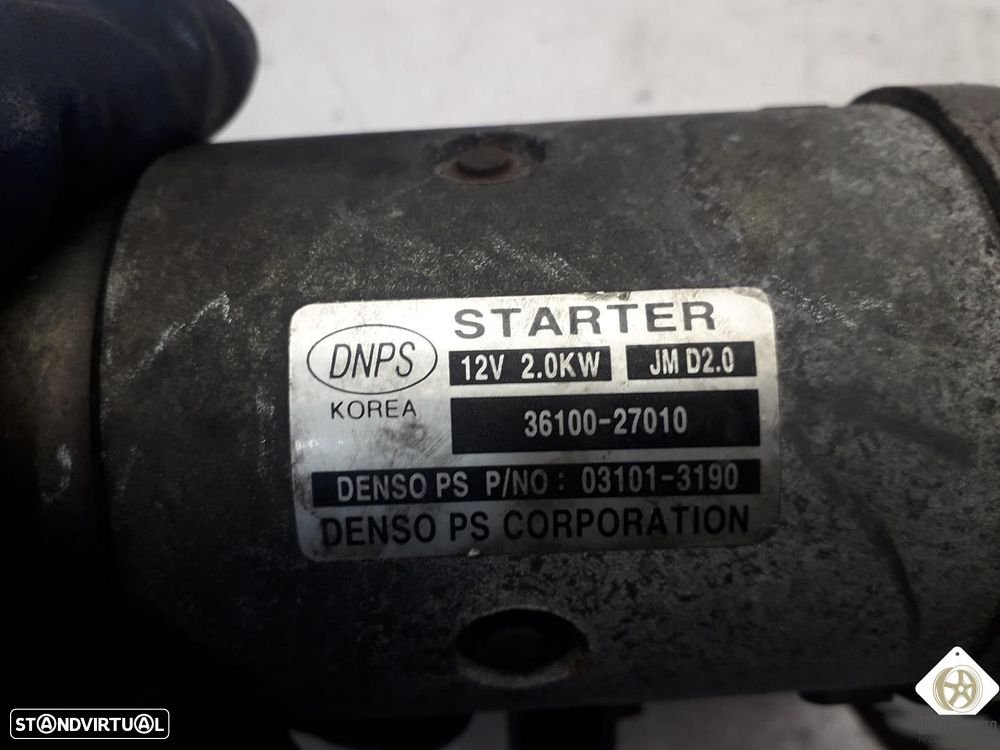 STARTER
DNPS
12V 2.0KW JM D2.0
KOREA
36100-27010
DENSO PS P/NO : 03101-3190
DENSO PS CORPORATION
STANDVIRTUAL